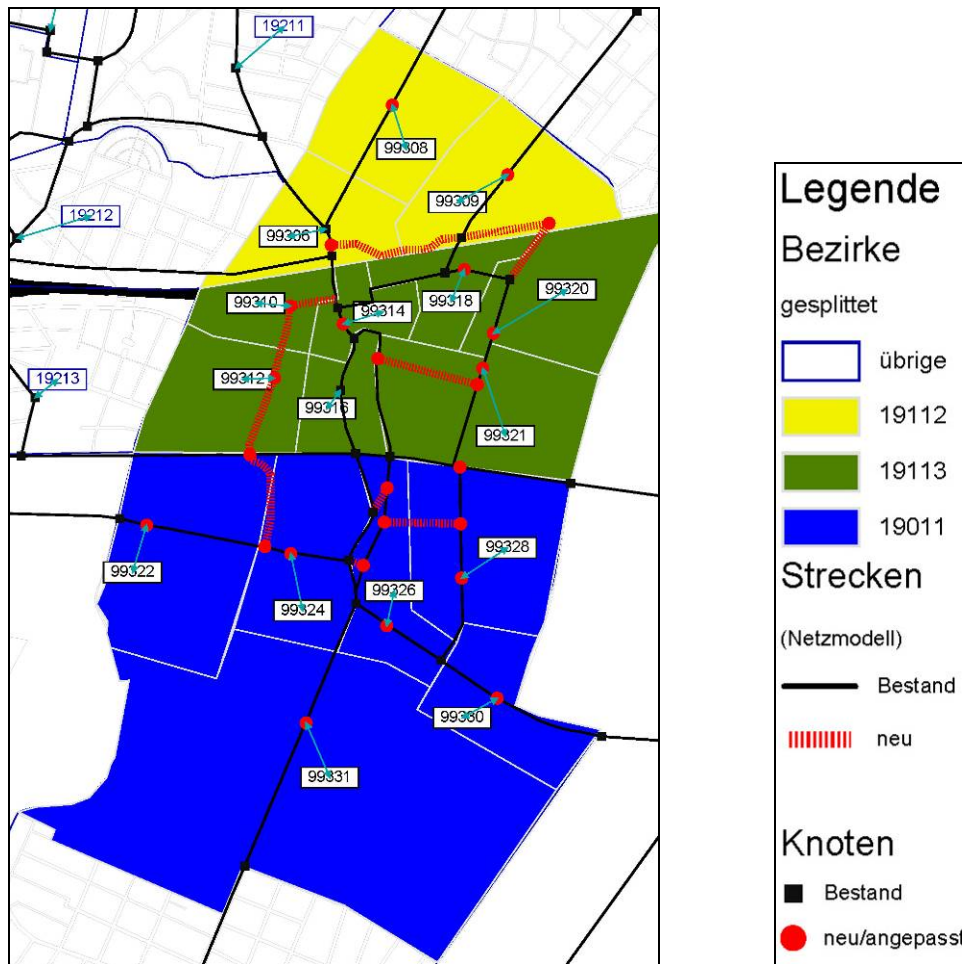 19211
99308
19212
99309
99306
99310
99314
99318
99320
19213
99312
99316
99321
99322
99324
99326
99328
99330
99331
Legende
Bezirke
gesplittet
übrige
19112
19113
19011
Strecken
(Netzmodell)
Bestand
neu
Knoten
Bestand
neu/angepasst